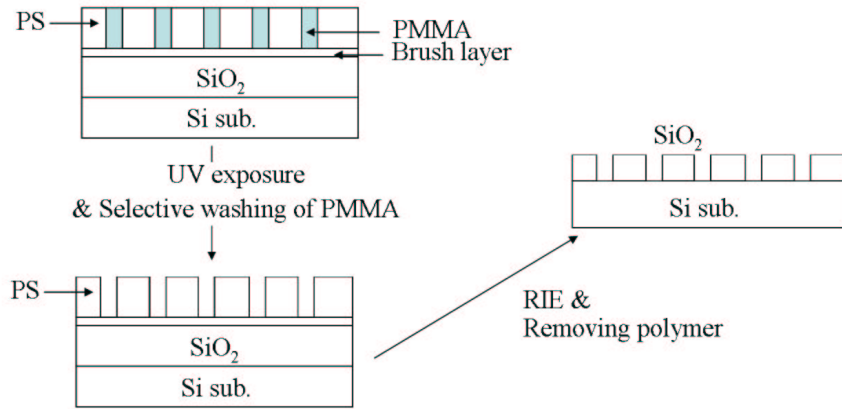 PS
PMMA
Brush layer
SiO2
Si sub.
UV exposure
& Selective washing of PMMA
PS
SiO2
Si sub.
RIE &
Removing polymer
SiO2
Si sub.